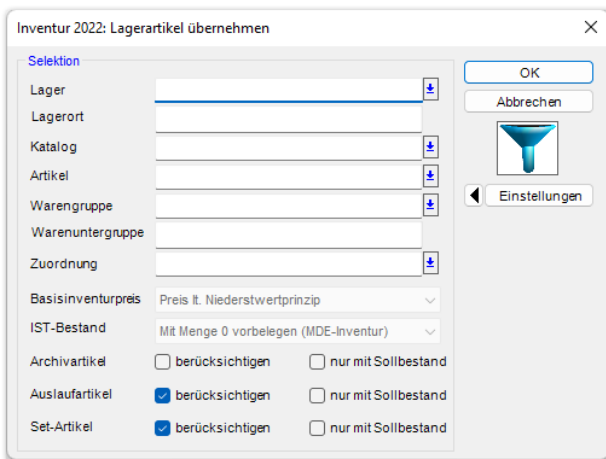 Inventur 2022: Lagerartikel übernehmen
Selektion
Lager
Lagerort
Katalog
Artikel
Warengruppe
Warenuntergruppe
Zuordnung
Basisinventurpreis Preis lt. Niederstwertprinzip
IST-Bestand Mit Menge 0 vorbelegen (MDE-Inventur)
Archivartikel berücksichtigen nur mit Sollbestand
Auslaufartikel berücksichtigen nur mit Sollbestand
Set-Artikel berücksichtigen nur mit Sollbestand
OK
Abbrechen
Einstellungen